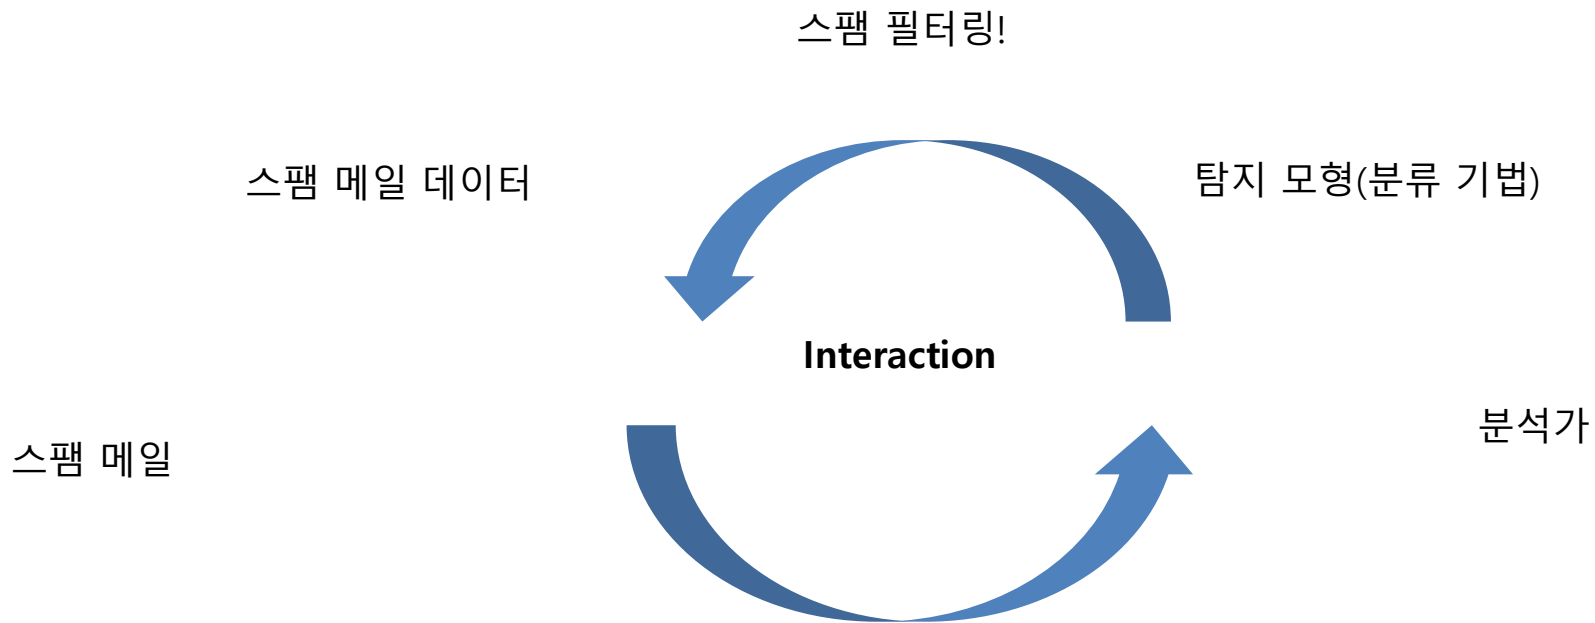 스팸 필터링!
스팸 메일 데이터
탐지 모형(분류 기법)
Interaction
스팸 메일
분석가